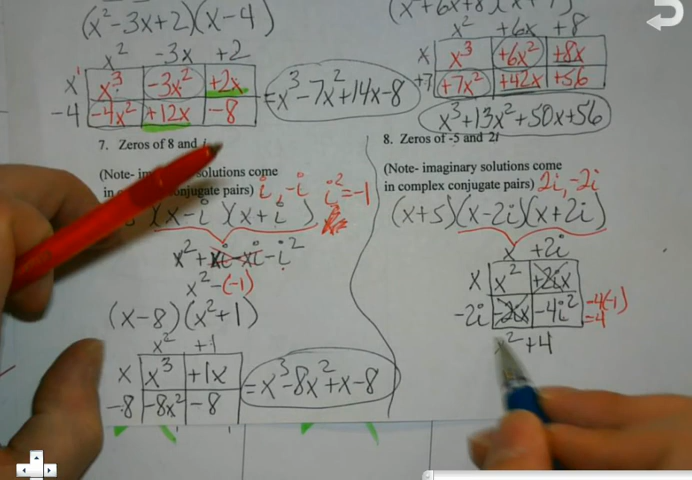 (x²-3x+2)(x-4)
x² -3x +2
x x³ -3x² +2x
-4 -4x² +12x -8
=x³-7x²+14x-8
x² +6x +8
x x³ +6x² +8x
+7 +7x² +42x +56
x³+13x²+50x+56
7. Zeros of 8 and
solutions come
conjugate pairs) i, -i i²=-1
(x-i)(x+i)
x²+xi-xi-i²
x²-(-1)
(x-8)(x²+1)
x² +1
x x³ +1x
-8 -8x² -8
=x³-8x²+x-8
8. Zeros of -5 and 2i
(Note- imaginary solutions come
in complex conjugate pairs) 2i, -2i
(x+5)(x-2i)(x+2i)
x +2i
x x² +2ix
-2i -4i² -4(-1)
=4
x²+4